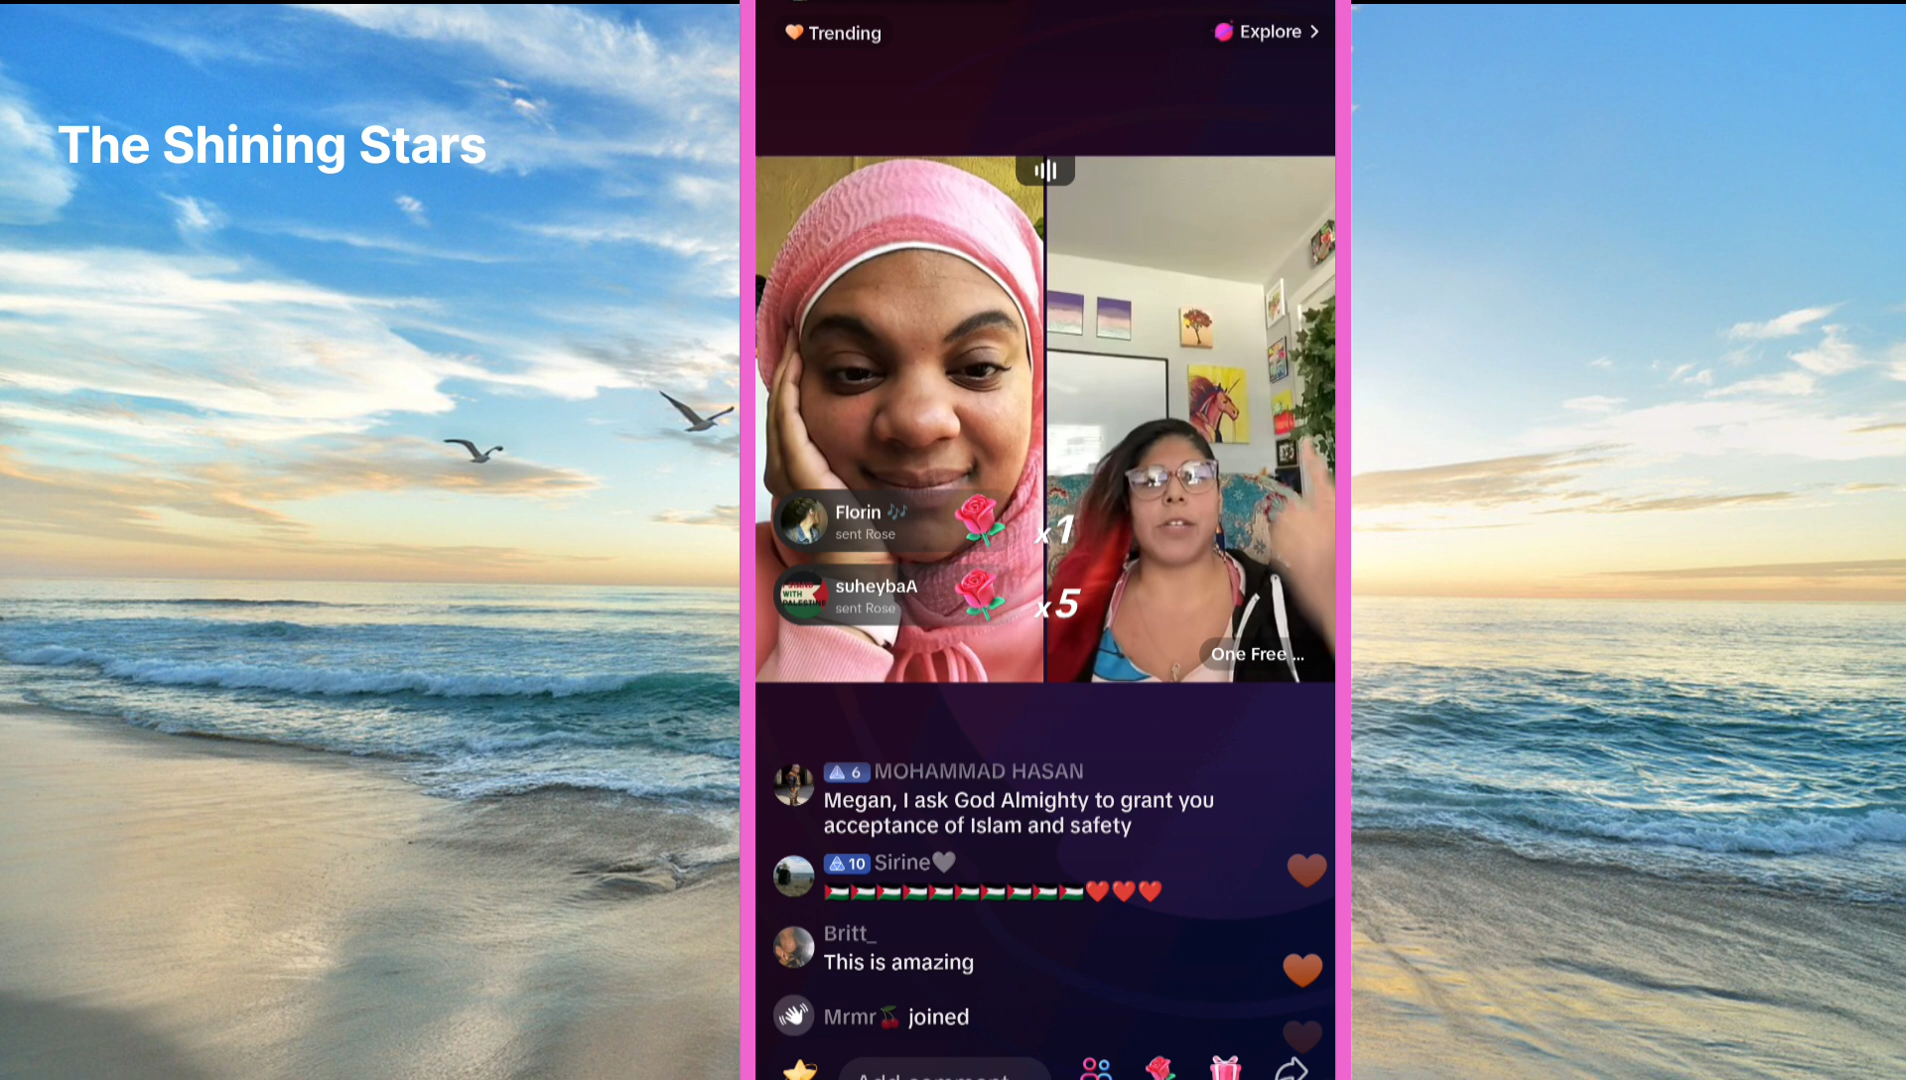 Trending
Explore
The Shining Stars
Florin
sent Rose
x1
suheybaA
sent Rose
x5
WITH
One Free ...
6 MOHAMMAD HASAN
Megan, I ask God Almighty to grant you
acceptance of Islam and safety
10 Sirine
Britt_
This is amazing
Mrmr joined